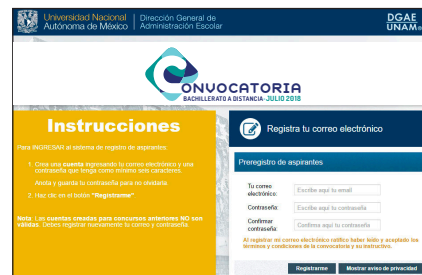 Universidad Nacional
Autónoma de México
Dirección General de
Administración Escolar
DGAE
UNAM
CONVOCATORIA
BACHILLERATO A DISTANCIA-JULIO 2018
Instrucciones
Para INGRESAR al sistema de registro de aspirantes:
1. Crea una cuenta ingresando tu correo electrónico y una
contraseña que tenga como mínimo seis caracteres.
Anota y guarda tu contraseña para no olvidarla
2. Haz clic en el botón "Registrarme".
Nota: Las cuentas creadas para concursos anteriores NO son
válidas. Debes registrar nuevamente tu correo y contraseña.
Registra tu correo electrónico
Preregistro de aspirantes
Tu correo
electrónico:
Escribe aquí tu email
Contraseña:
Escribe aquí tu contraseña
Confirmar
contraseña:
Confirma aquí tu contraseña
Al registrar mi correo electrónico ratifico haber leído y aceptado los
términos y condiciones de la convocatoria y su instructivo.
Registrarme
Mostrar aviso de privacidad